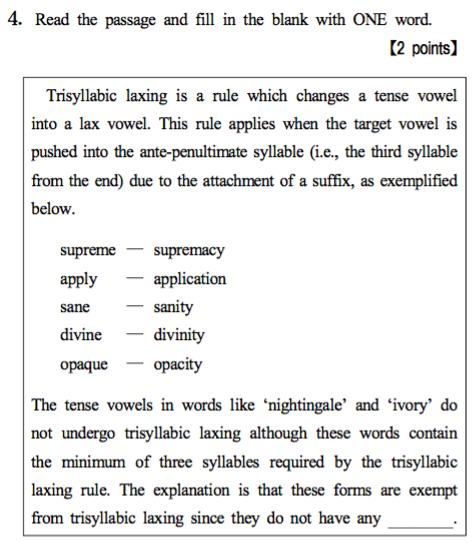 4. Read the passage and fill in the blank with ONE word.
【2 points】
Trisyllabic laxing is a rule which changes a tense vowel
into a lax vowel. This rule applies when the target vowel is
pushed into the ante-penultimate syllable (i.e., the third syllable
from the end) due to the attachment of a suffix, as exemplified
below.
supreme — supremacy
apply — application
sane — sanity
divine — divinity
opaque — opacity
The tense vowels in words like ‘nightingale’ and ‘ivory’ do
not undergo trisyllabic laxing although these words contain
the minimum of three syllables required by the trisyllabic
laxing rule. The explanation is that these forms are exempt
from trisyllabic laxing since they do not have any ________.